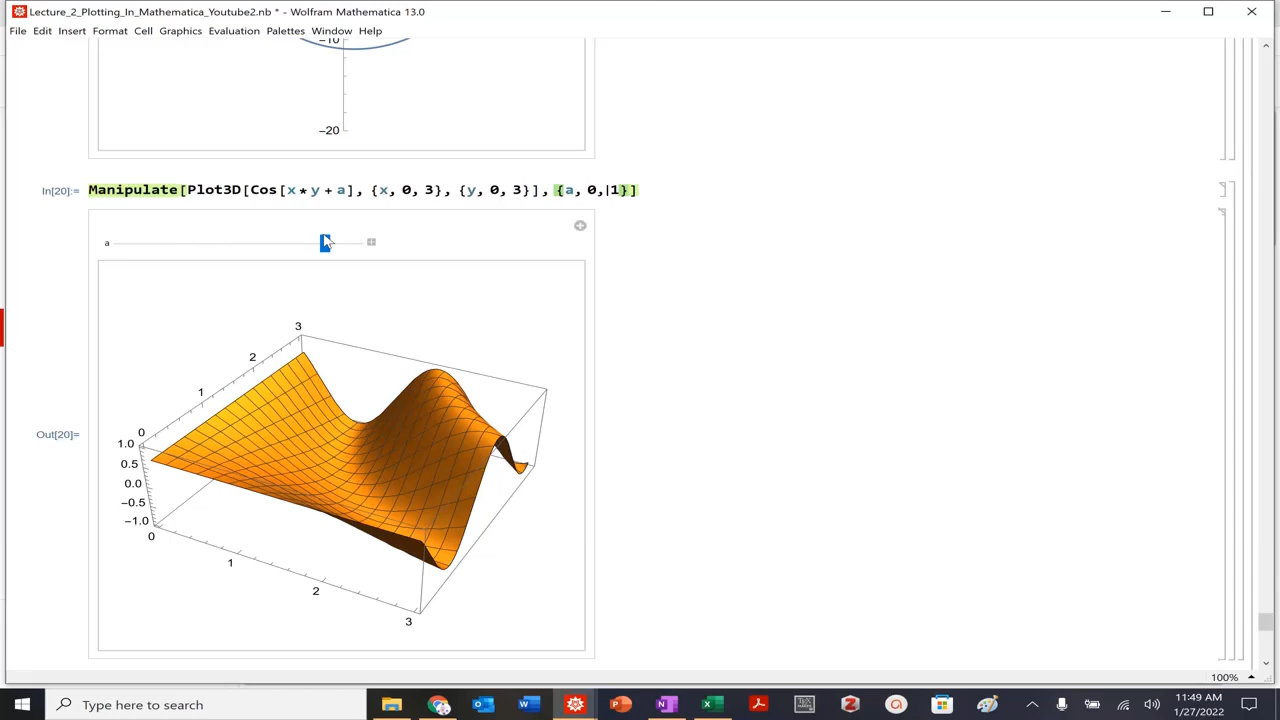 Lecture_2_Plotting_In_Mathematica_Youtube2.nb * - Wolfram Mathematica 13.0
File Edit Insert Format Cell Graphics Evaluation Palettes Window Help
-10
-20
In[20]:= Manipulate[Plot3D[Cos[x*y+a], {x, 0, 3}, {y, 0, 3}], {a, 0, 1}]
a
3
2
1
0
1.0
0.5
Out[20]=
0.0
-0.5
-1.0
0
1
2
3
100%
Type here to search
11:49 AM
1/27/2022